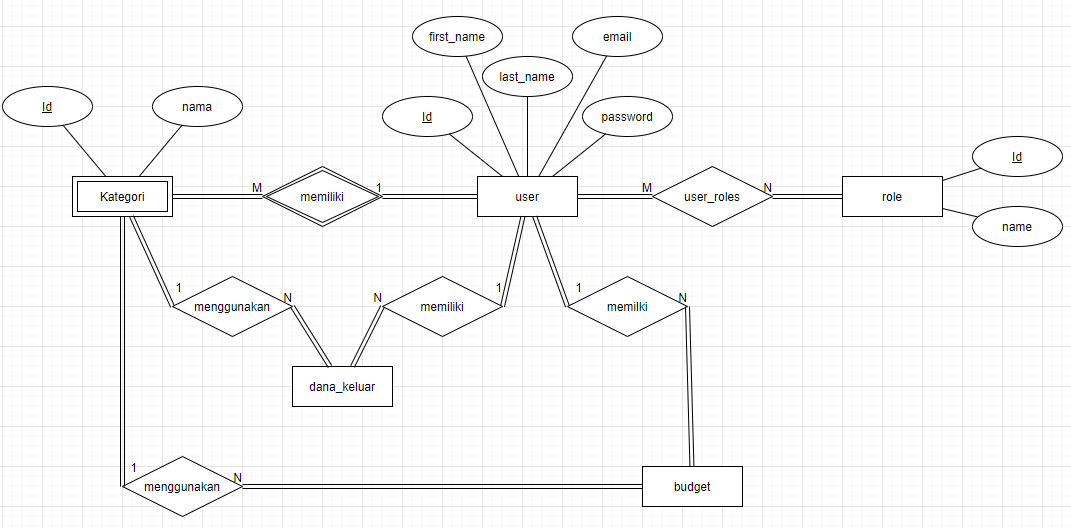 first_name
email
last_name
Id
nama
Id
password
Id
M
1
M
N
Kategori
memiliki
user
user_roles
role
name
1
N
N
1
1
N
menggunakan
memiliki
memilki
dana_keluar
1
N
menggunakan
budget